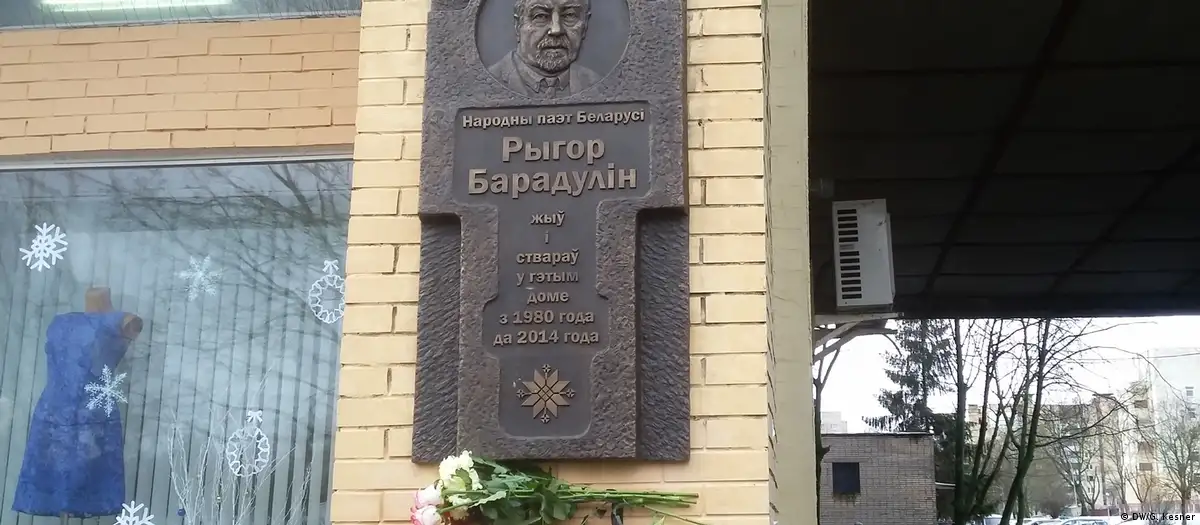 Народны паэт Беларусі
Рыгор
Барадулін
жыў
і
ствараў
у гэтым
доме
з 1980 года
да 2014 года
© DW/G. Kesner